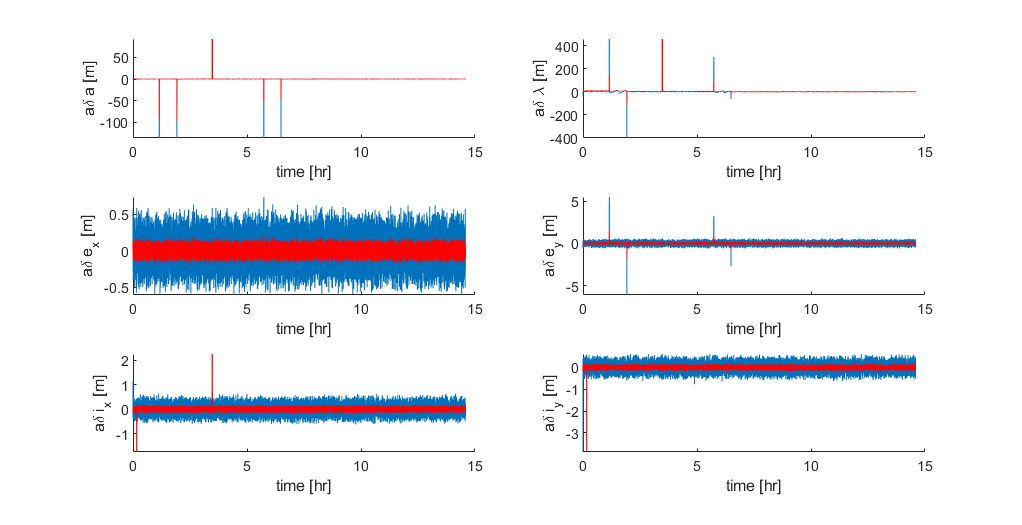 aδ a [m]
50
0
-50
-100
0 5 10 15
time [hr]
aδ λ [m]
400
200
0
-200
-400
0 5 10 15
time [hr]
aδ e_x [m]
0.5
0
-0.5
0 5 10 15
time [hr]
aδ e_y [m]
5
0
-5
0 5 10 15
time [hr]
aδ i_x [m]
2
1
0
-1
0 5 10 15
time [hr]
aδ i_y [m]
0
-1
-2
-3
0 5 10 15
time [hr]